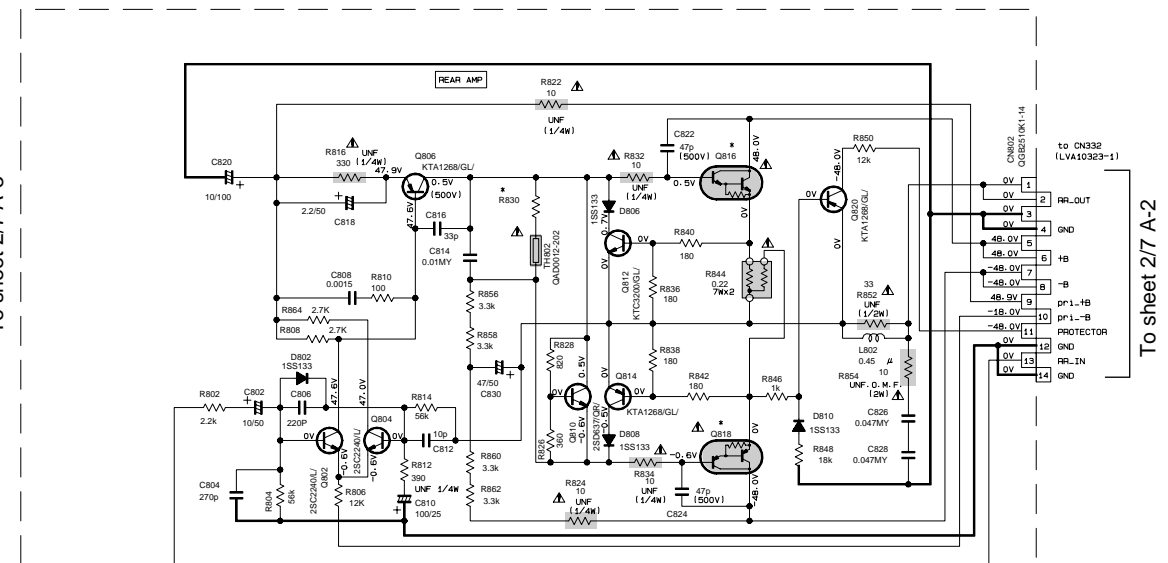 REAR AMP
To sheet 2/7 A-2
R822
10
UNF
(1/4W)
C820
10/100
R816
330
UNF
(1/4W)
47.9V
2.2/50
C818
Q806
KTA1268/GL/
0.5V
(500V)
47.6V
C816
33p
C814
0.01MY
*
R830
TH802
QAD0012-202
1SS133
D806
0.7V
0V
0V
Q812
KTC3200/GL/
R832
10
UNF
(1/4W)
C822
47p
(500V)
0.5V
*
Q816
48.0V
0V
R840
180
R836
180
R844
0.22
7Wx2
R838
180
R842
180
R846
1k
0V
-48.0V
0V
Q820
KTA1268/GL/
R850
12k
33
R852
UNF
(1/2W)
L802
0.45 μ
10
R854
UNF.O.M.F.
(2W)
C826
0.047MY
C828
0.047MY
D810
1SS133
R848
18k
C808
0.0015
R810
100
R864
2.7K
R808
2.7K
D802
1SS133
C806
220P
R802
2.2k
C802
10/50
0V
47.6V
47.0V
-0.6V
-0.6V
Q804
0V
2SC2240/L/
2SC2240/L/
Q802
C804
270p
R804
56k
R806
12K
R814
56k
10p
C812
R812
390
UNF 1/4W
C810
100/25
R856
3.3k
R858
3.3k
47/50
C830
R860
3.3k
R862
3.3k
R828
820
R826
360
0V
Q810
2SD637/QR/
0.5V
-0.6V
Q814
KTA1268/GL/
0V
-0.5V
D808
1SS133
R834
10
UNF
(1/4W)
R824
10
UNF
(1/4W)
-0.6V
47p
(500V)
C824
*
Q818
0V
-48.0V
CN802
QGB2510K1-14
to CN332
(LVA10323-1)
0V 1
0V 2 RR_OUT
0V 3
0V 4 GND
48.0V 5
48.0V 6 +B
-48.0V 7
-48.0V 8 -B
48.9V 9 pri_+B
-18.0V 10 pri_-B
-48.0V 11 PROTECTOR
0V 12 GND
0V 13 RR_IN
0V 14 GND